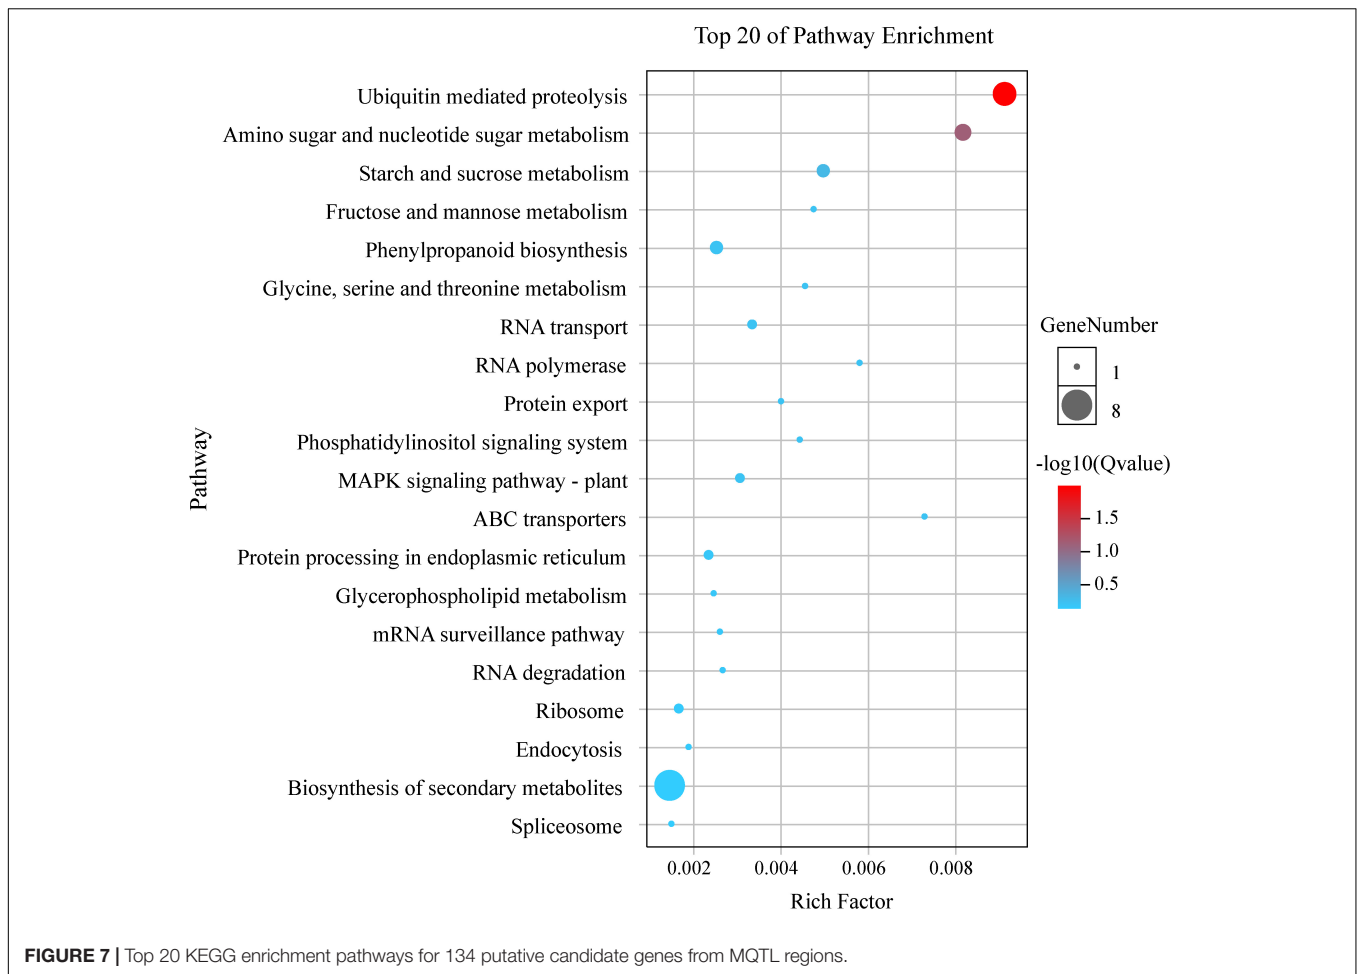 Top 20 of Pathway Enrichment
Ubiquitin mediated proteolysis
Amino sugar and nucleotide sugar metabolism
Starch and sucrose metabolism
Fructose and mannose metabolism
Phenylpropanoid biosynthesis
Glycine, serine and threonine metabolism
RNA transport
RNA polymerase
Protein export
Phosphatidylinositol signaling system
MAPK signaling pathway - plant
ABC transporters
Protein processing in endoplasmic reticulum
Glycerophospholipid metabolism
mRNA surveillance pathway
RNA degradation
Ribosome
Endocytosis
Biosynthesis of secondary metabolites
Spliceosome
Pathway
0.002 0.004 0.006 0.008
Rich Factor
GeneNumber
1
8
-log10(Qvalue)
1.5
1.0
0.5
FIGURE 7 | Top 20 KEGG enrichment pathways for 134 putative candidate genes from MQTL regions.